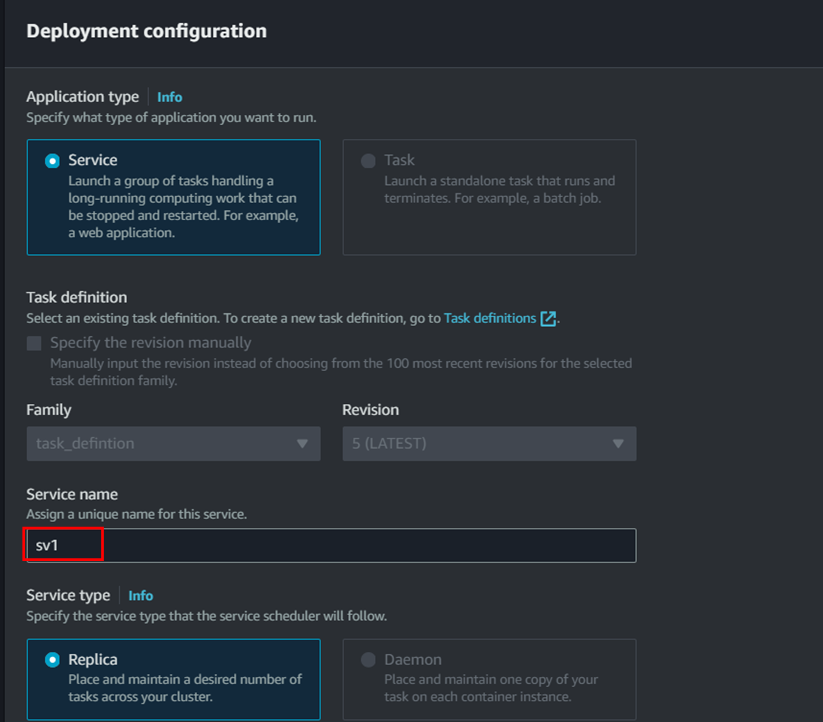 Deployment configuration
Application type Info
Specify what type of application you want to run.
Service
Launch a group of tasks handling a
long-running computing work that can
be stopped and restarted. For example,
a web application.
Task
Launch a standalone task that runs and
terminates. For example, a batch job.
Task definition
Select an existing task definition. To create a new task definition, go to Task definitions.
Specify the revision manually
Manually input the revision instead of choosing from the 100 most recent revisions for the selected
task definition family.
Family
task_defintion
Revision
5 (LATEST)
Service name
Assign a unique name for this service.
sv1
Service type Info
Specify the service type that the service scheduler will follow.
Replica
Place and maintain a desired number of
tasks across your cluster.
Daemon
Place and maintain one copy of your
task on each container instance.